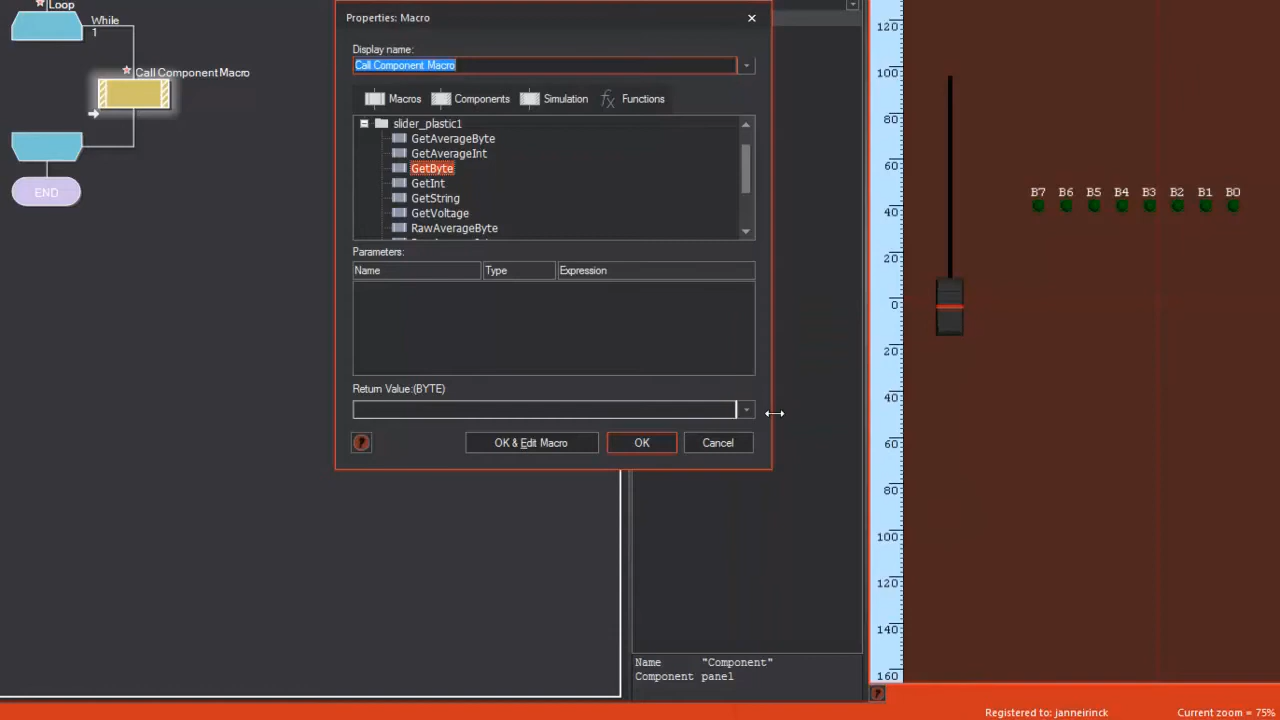 Loop
While
1
Call Component Macro
END
Properties: Macro
Display name:
Call Component Macro
Macros
Components
Simulation
fx Functions
slider_plastic1
GetAverageByte
GetAverageInt
GetByte
GetInt
GetString
GetVoltage
RawAverageByte
Parameters:
Name
Type
Expression
Return Value:(BYTE)
OK & Edit Macro
OK
Cancel
Name "Component"
Component panel
120
100
80
60
40
20
0
20
40
60
80
100
120
140
160
B7 B6 B5 B4 B3 B2 B1 B0
Registered to: janneirinck
Current zoom = 75%